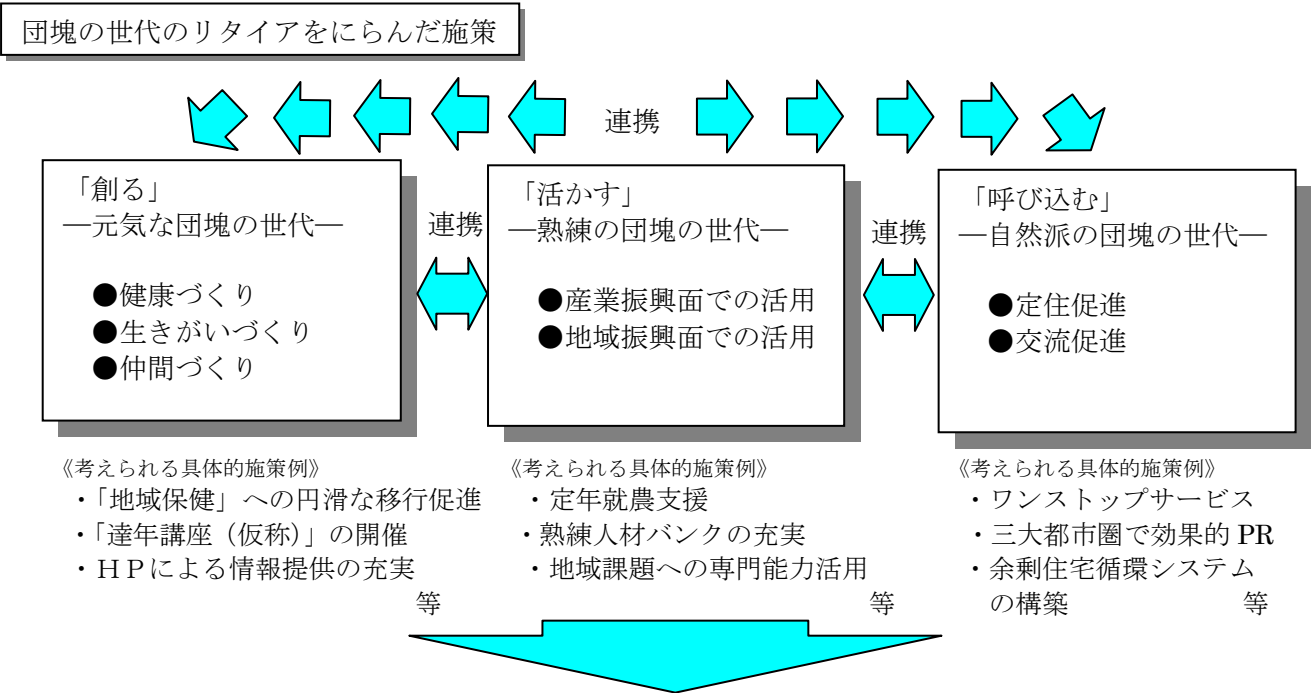 団塊の世代のリタイアをにらんだ施策
連携
「創る」
―元気な団塊の世代―
●健康づくり
●生きがいづくり
●仲間づくり
連携
「活かす」
―熟練の団塊の世代―
●産業振興面での活用
●地域振興面での活用
連携
「呼び込む」
―自然派の団塊の世代―
●定住促進
●交流促進
《考えられる具体的施策例》
・「地域保健」への円滑な移行促進
・「達年講座（仮称）」の開催
・ＨＰによる情報提供の充実
等
《考えられる具体的施策例》
・定年就農支援
・熟練人材バンクの充実
・地域課題への専門能力活用
等
《考えられる具体的施策例》
・ワンストップサービス
・三大都市圏で効果的 PR
・余剰住宅循環システム
の構築 等